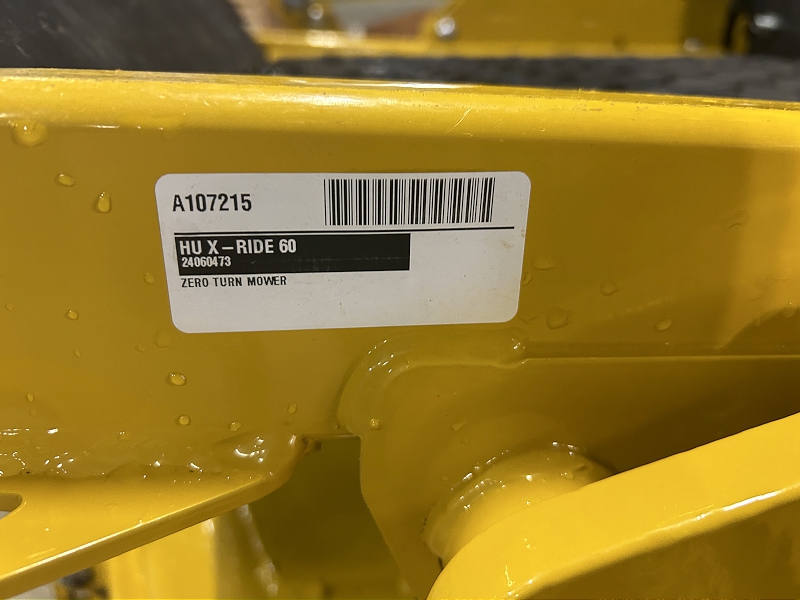 A107215
HU X-RIDE 60
24060473
ZERO TURN MOWER